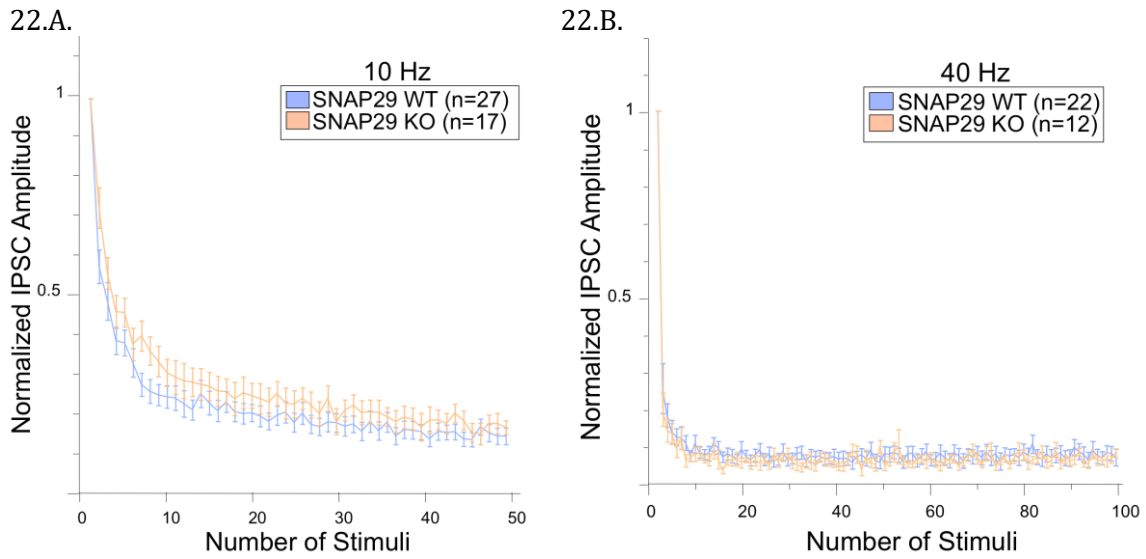 22.A.
10 Hz
SNAP29 WT (n=27)
SNAP29 KO (n=17)
Normalized IPSC Amplitude
1
0.5
0 10 20 30 40 50
Number of Stimuli
22.B.
40 Hz
SNAP29 WT (n=22)
SNAP29 KO (n=12)
Normalized IPSC Amplitude
1
0.5
0 20 40 60 80 100
Number of Stimuli